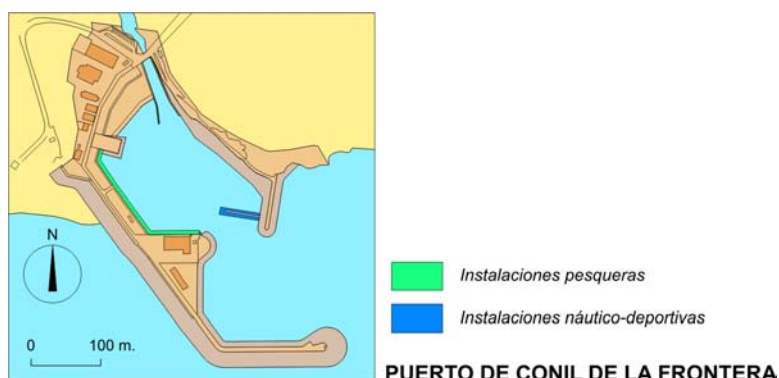 N
0 100 m.
Instalaciones pesqueras
Instalaciones náutico-deportivas
PUERTO DE CONIL DE LA FRONTERA